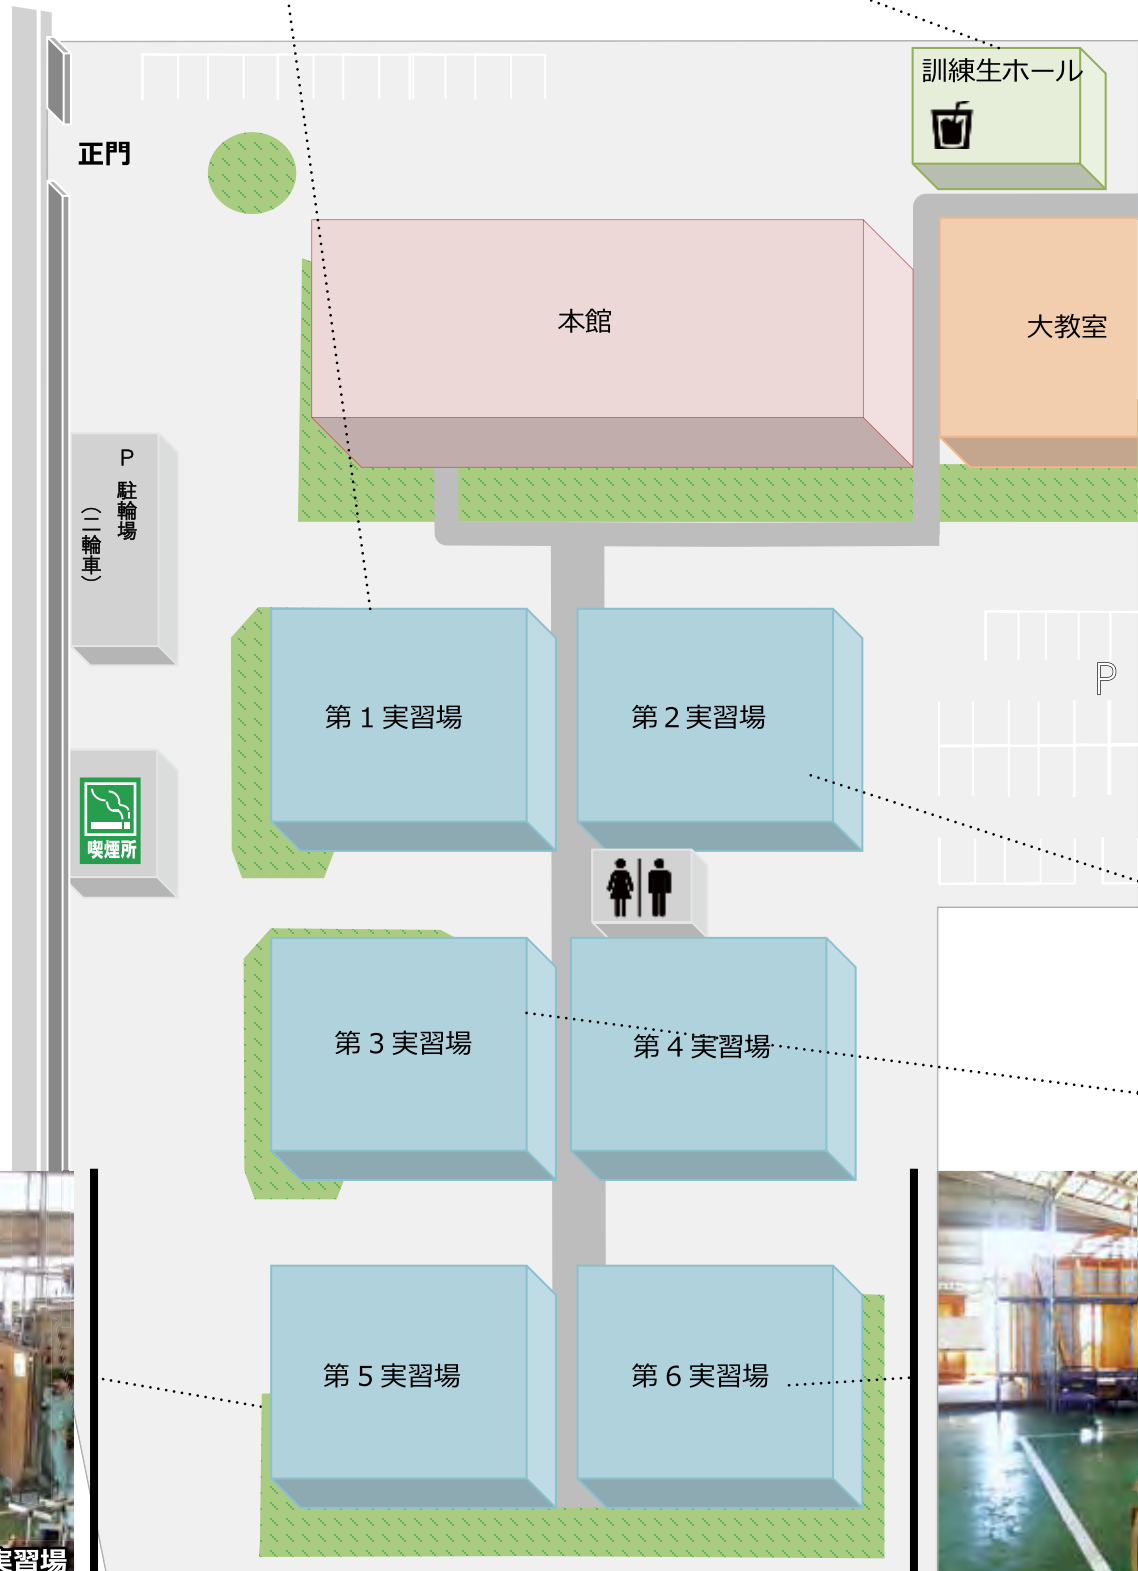 訓練生ホール
正門
本館
大教室
P 駐輪場
（二輪車）
第１実習場
第２実習場
P
喫煙所
第３実習場
第４実習場
第５実習場
第６実習場
実習場